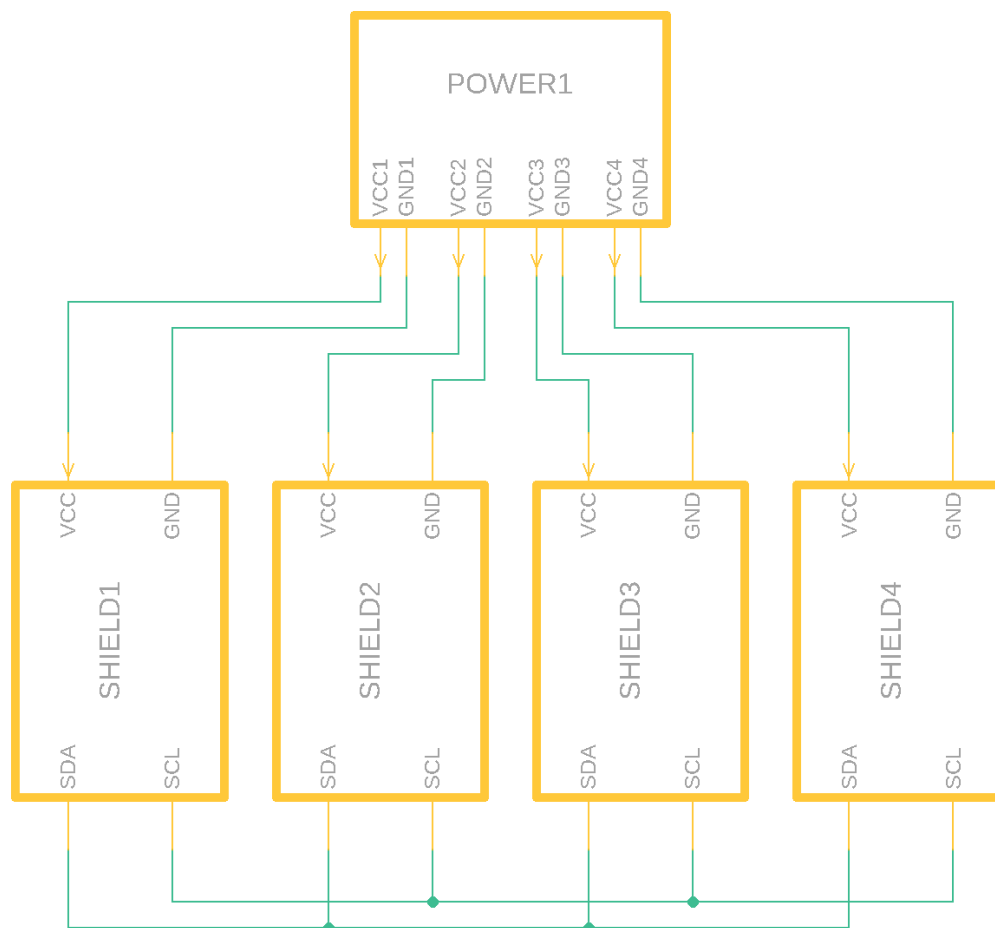 POWER1
VCC1
GND1
VCC2
GND2
VCC3
GND3
VCC4
GND4
VCC
GND
SHIELD1
SDA
SCL
VCC
GND
SHIELD2
SDA
SCL
VCC
GND
SHIELD3
SDA
SCL
VCC
GND
SHIELD4
SDA
SCL